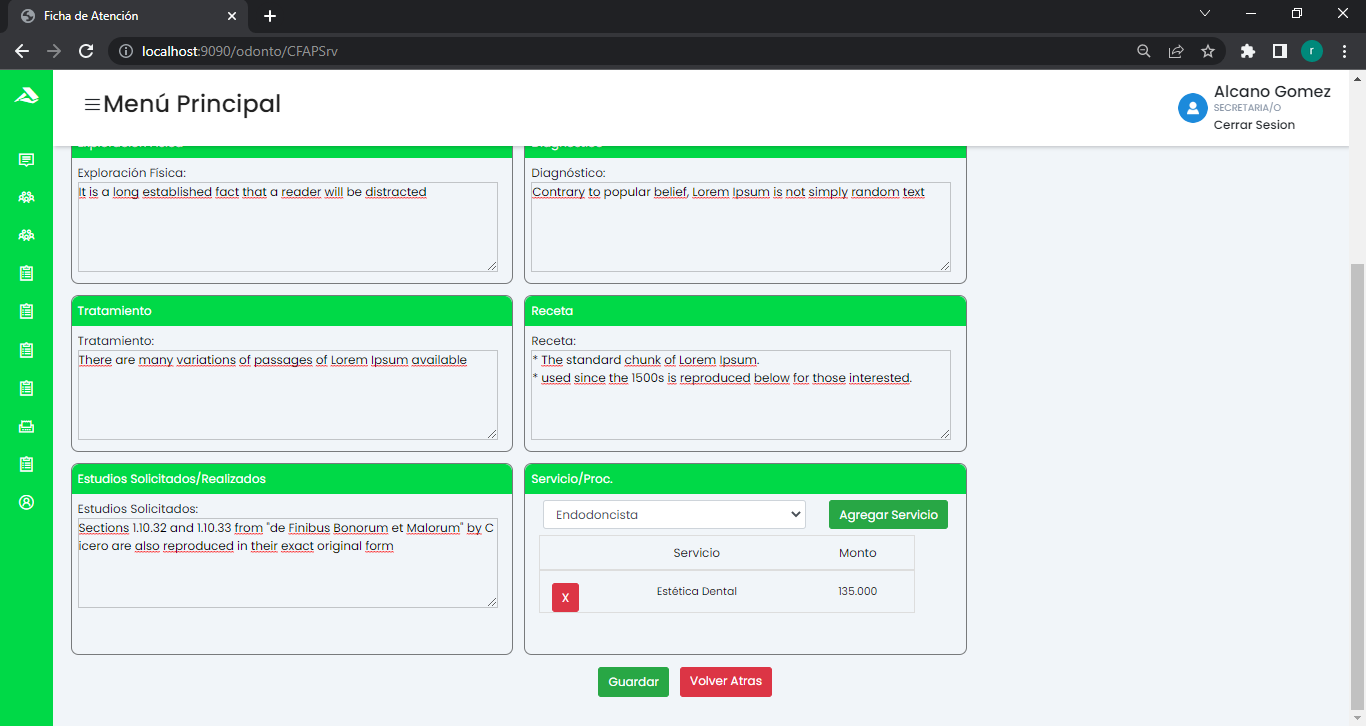 Ficha de Atención
localhost:9090/odonto/CFAPSrv
r
Menú Principal
Alcano Gomez
SECRETARIA/O
Cerrar Sesion
Exploración Física:
It is a long established fact that a reader will be distracted
Diagnóstico:
Contrary to popular belief, Lorem Ipsum is not simply random text
Tratamiento
Tratamiento:
There are many variations of passages of Lorem Ipsum available
Receta
Receta:
* The standard chunk of Lorem Ipsum.
* used since the 1500s is reproduced below for those interested.
Estudios Solicitados/Realizados
Estudios Solicitados:
Sections 1.10.32 and 1.10.33 from "de Finibus Bonorum et Malorum" by C
icero are also reproduced in their exact original form
Servicio/Proc.
Endodoncista
Agregar Servicio
Servicio Monto
X Estética Dental 135.000
Guardar Volver Atras